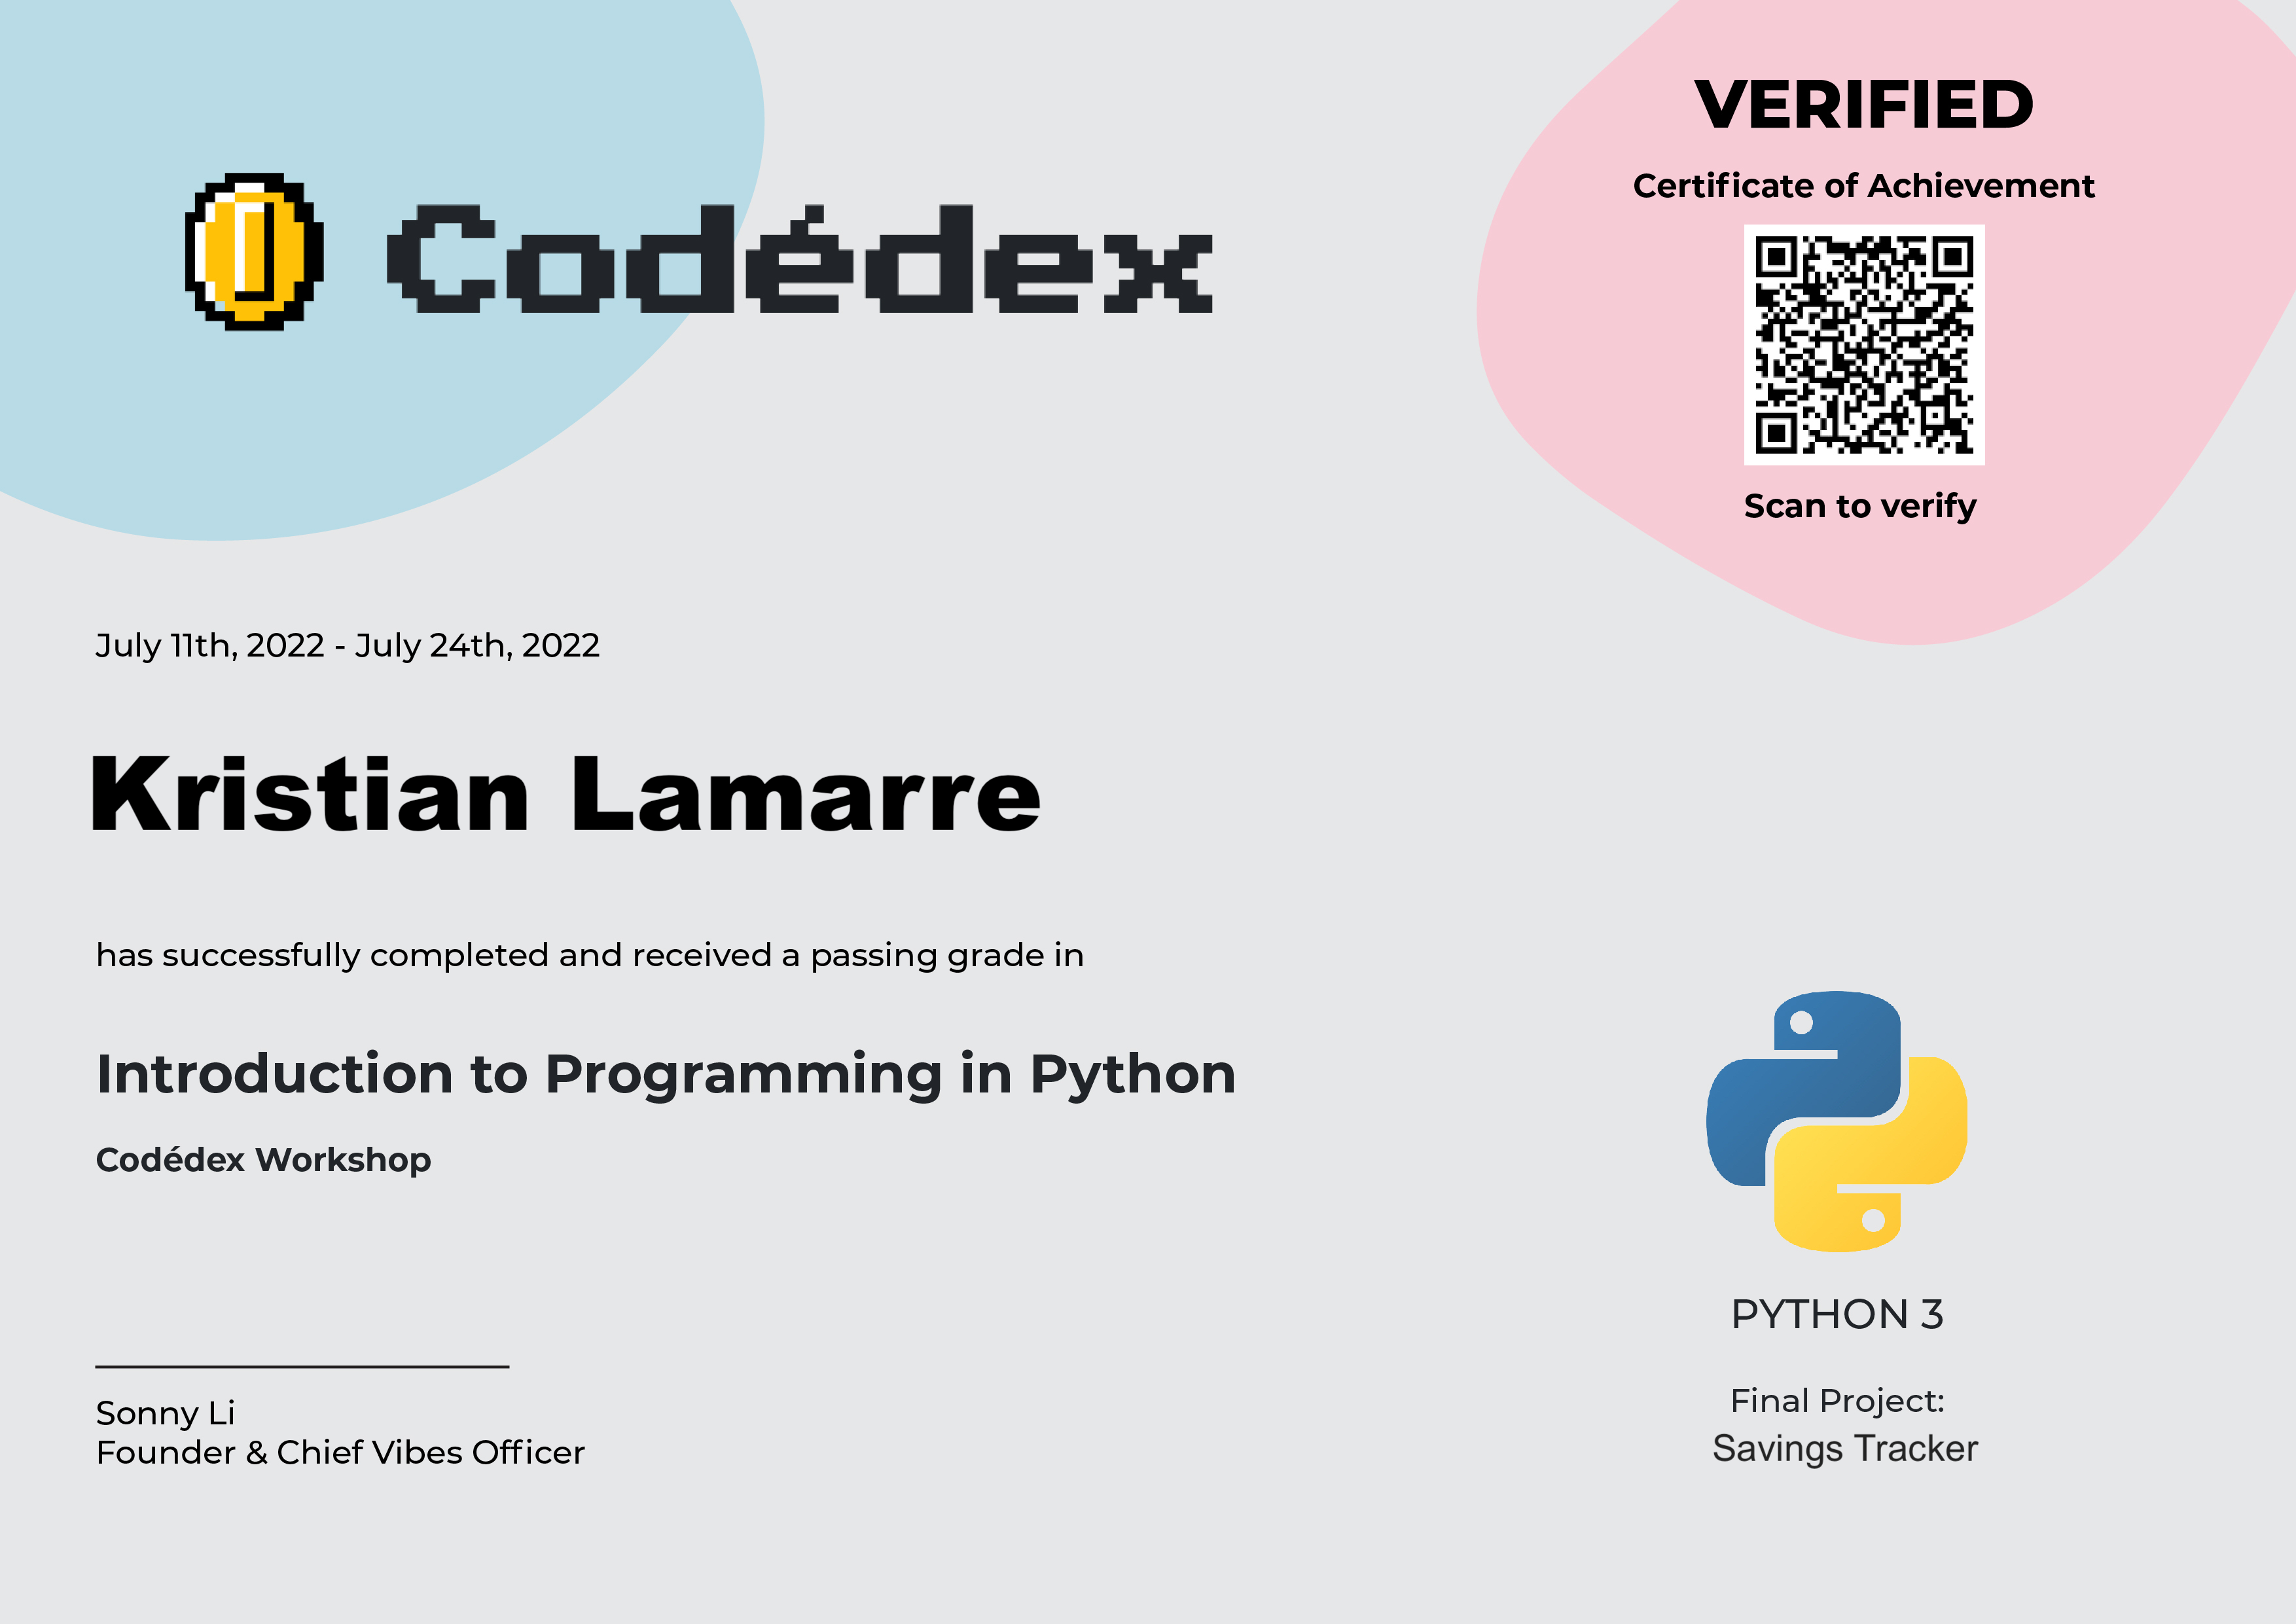 Codédex
VERIFIED
Certificate of Achievement
Scan to verify
July 11th, 2022 - July 24th, 2022
Kristian Lamarre
has successfully completed and received a passing grade in
Introduction to Programming in Python
Codédex Workshop
Sonny Li
Founder & Chief Vibes Officer
PYTHON 3
Final Project:
Savings Tracker